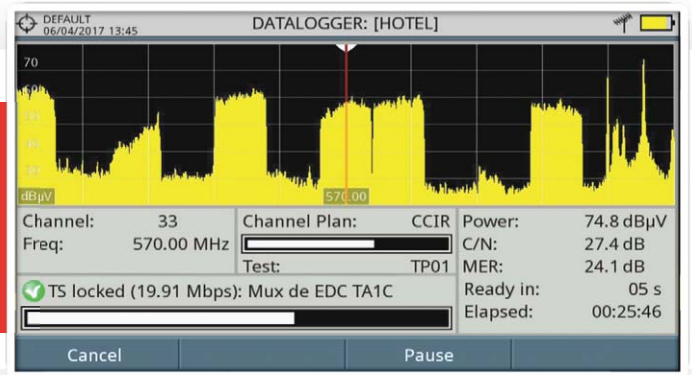 DEFAULT
06/04/2017 13:45
DATALOGGER: [HOTEL]
70
dBµV
570.00
Channel: 33
Freq: 570.00 MHz
Channel Plan: CCIR
Test: TP01
Power: 74.8 dBµV
C/N: 27.4 dB
MER: 24.1 dB
Ready in: 05 s
Elapsed: 00:25:46
TS locked (19.91 Mbps): Mux de EDC TA1C
Cancel
Pause